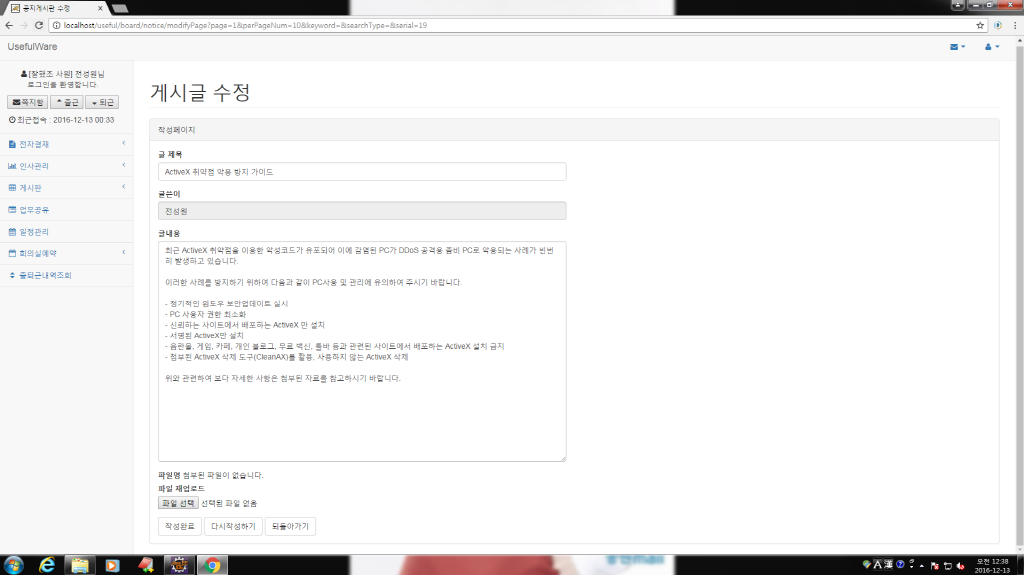 공지게시판 수정
localhost/useful/board/notice/modifyPage?page=1&perPageNum=10&keyword=&searchType=&serial=19
UsefulWare
[잘됐조 사원] 전성원님
로그인을 환영합니다.
쪽지함 출근 퇴근
최근접속 : 2016-12-13 00:33
전자결재
인사관리
게시판
업무공유
일정관리
회의실예약
출퇴근내역조회
게시글 수정
작성페이지
글 제목
ActiveX 취약점 악용 방지 가이드
글쓴이
전성원
글내용
최근 ActiveX 취약점을 이용한 악성코드가 유포되어 이에 감염된 PC가 DDoS 공격용 좀비 PC로 악용되는 사례가 빈번
히 발생하고 있습니다.
이러한 사례를 방지하기 위하여 다음과 같이 PC사용 및 관리에 유의하여 주시기 바랍니다.
- 정기적인 윈도우 보안업데이트 실시
- PC 사용자 권한 최소화
- 신뢰하는 사이트에서 배포하는 ActiveX 만 설치
- 서명된 ActiveX만 설치
- 음란물, 게임, 카페, 개인 블로그, 무료 백신, 툴바 등과 관련된 사이트에서 배포하는 ActiveX 설치 금지
- 첨부된 ActiveX 삭제 도구(CleanAX)를 활용, 사용하지 않는 ActiveX 삭제
위와 관련하여 보다 자세한 사항은 첨부된 자료를 참고하시기 바랍니다.
파일명 첨부된 파일이 없습니다.
파일 재업로드
파일 선택 선택된 파일 없음
작성완료 다시작성하기 되돌아가기
A 漢
오전 12:38
2016-12-13